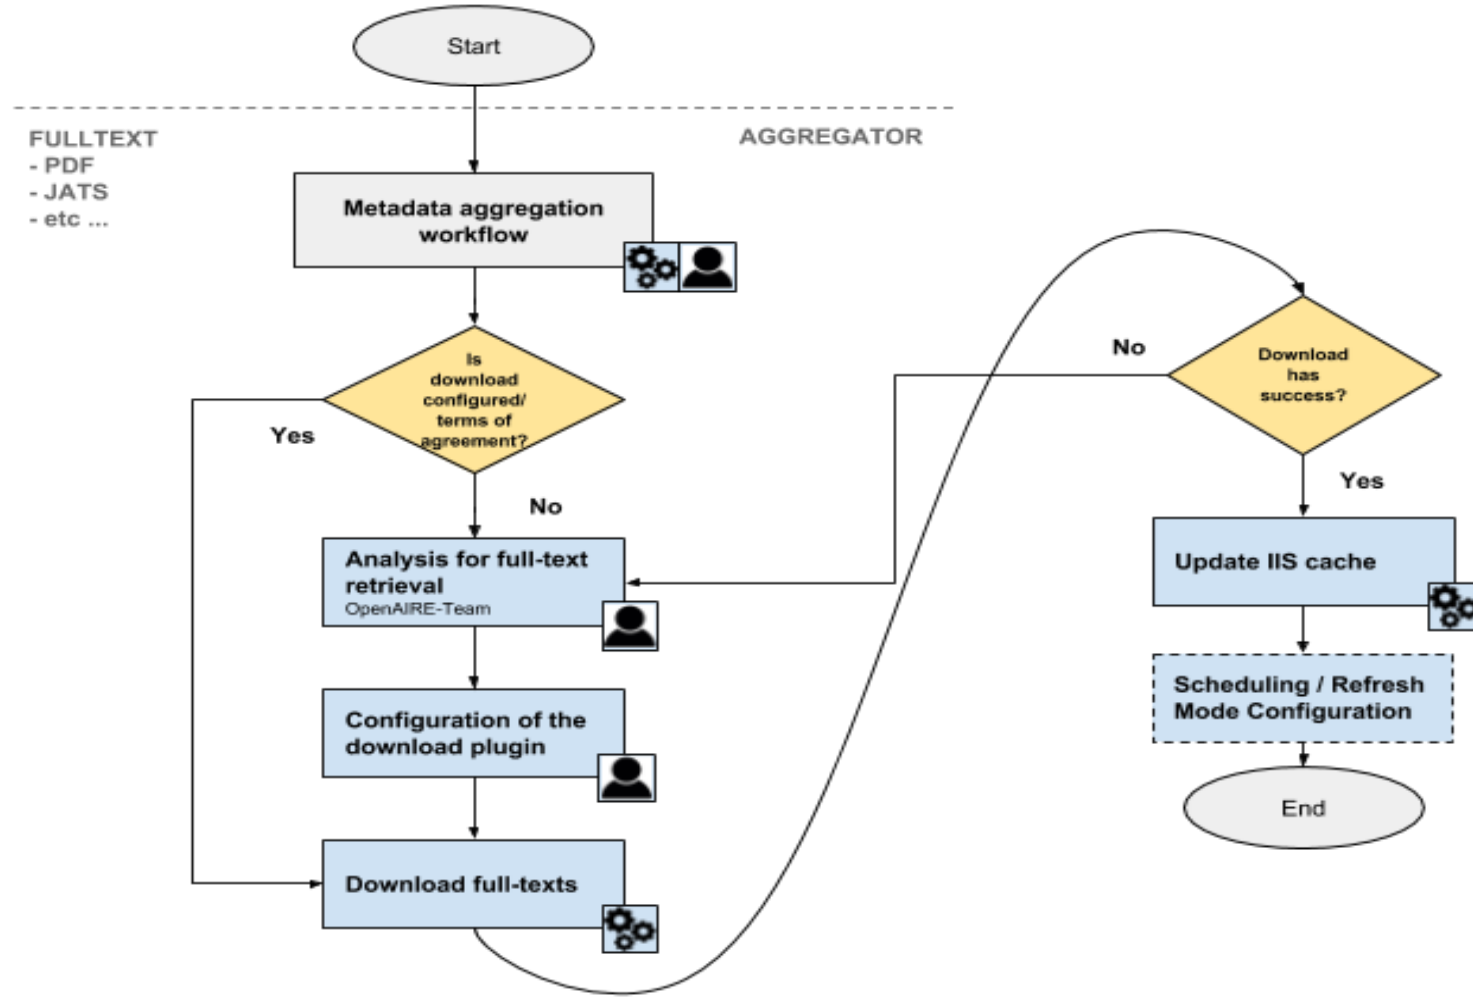 Start
FULLTEXT
- PDF
- JATS
- etc ...
AGGREGATOR
Metadata aggregation
workflow
Is
download
configured/
terms of
agreement?
Yes
No
Analysis for full-text
retrieval
OpenAIRE-Team
Configuration of the
download plugin
Download full-texts
Download
has
success?
No
Yes
Update IIS cache
Scheduling / Refresh
Mode Configuration
End